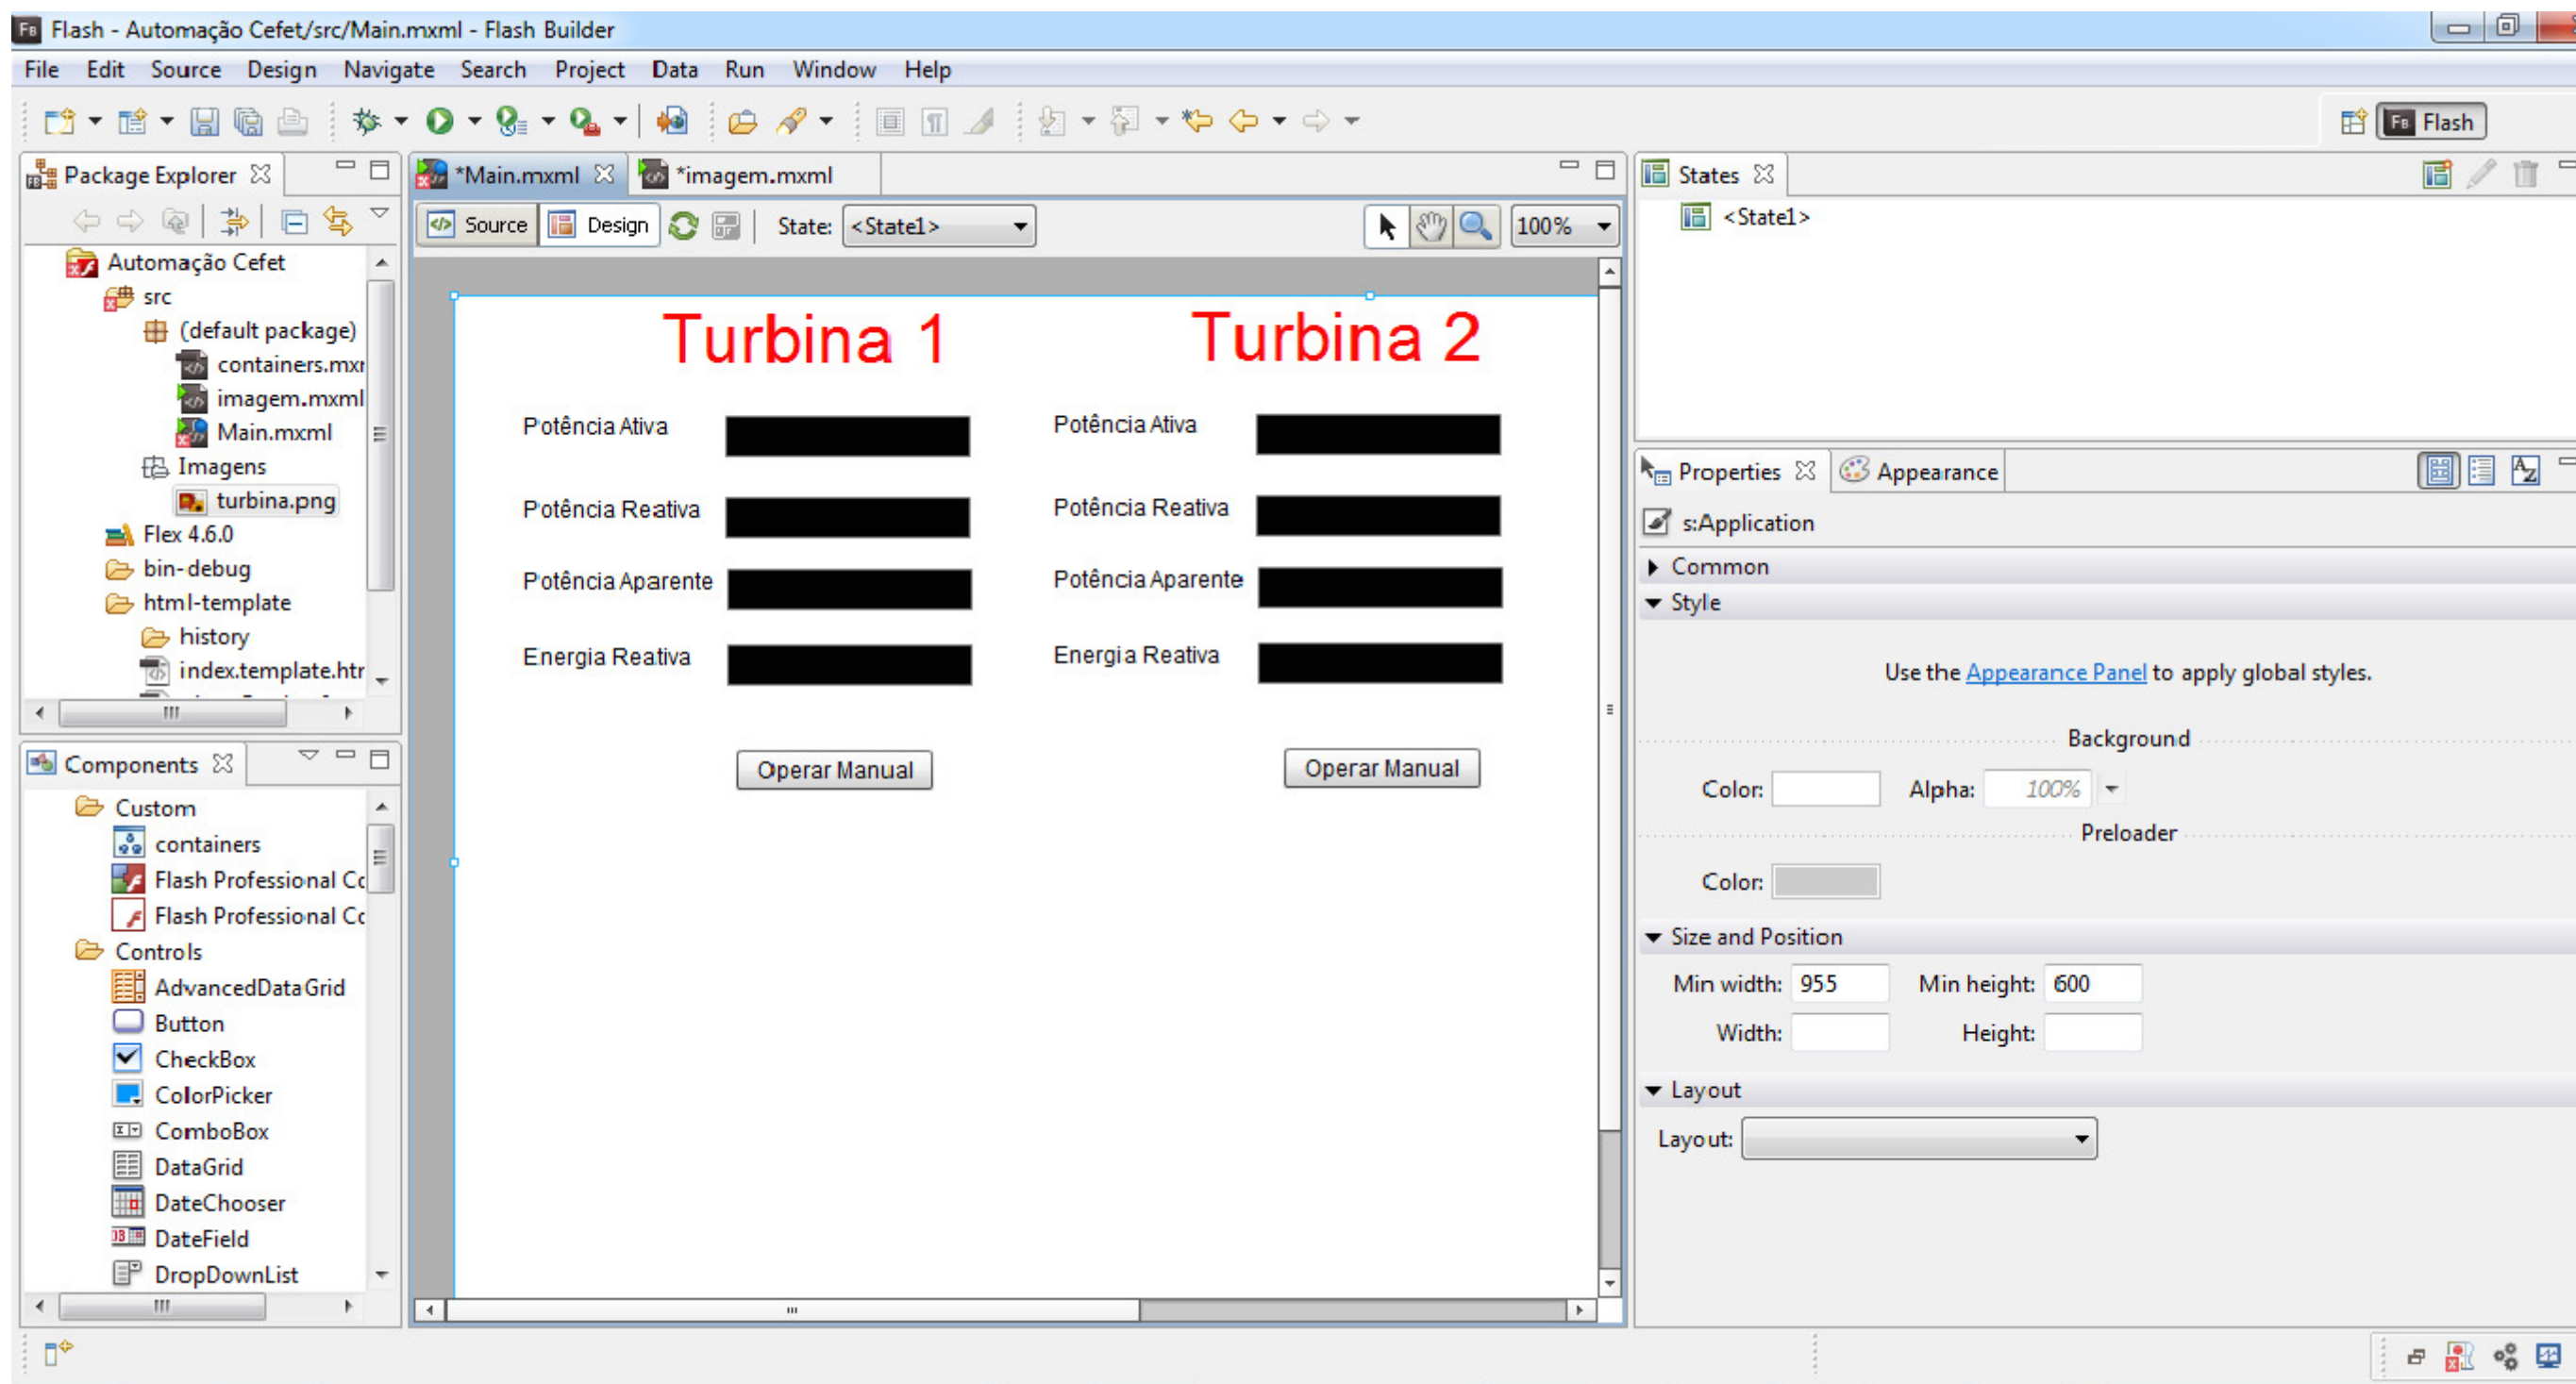 Flash - Automação Cefet/src/Main.mxml - Flash Builder
File Edit Source Design Navigate Search Project Data Run Window Help
Flash
Package Explorer
Automação Cefet
src
(default package)
containers.mxr
imagem.mxml
Main.mxml
Imagens
turbina.png
Flex 4.6.0
bin-debug
html-template
history
index.template.htr
Components
Custom
containers
Flash Professional Cc
Flash Professional Cc
Controls
AdvancedDataGrid
Button
CheckBox
ColorPicker
ComboBox
DataGrid
DateChooser
DateField
DropDownList
*Main.mxml *imagem.mxml
Source Design State: <State1> 100%
Turbina 1 Turbina 2
Potência Ativa Potência Ativa
Potência Reativa Potência Reativa
Potência Aparente Potência Aparente
Energia Reativa Energia Reativa
Operar Manual Operar Manual
States
<State1>
Properties Appearance
s:Application
Common
Style
Use the Appearance Panel to apply global styles.
Background
Color: Alpha: 100%
Preloader
Color:
Size and Position
Min width: 955 Min height: 600
Width: Height:
Layout
Layout: